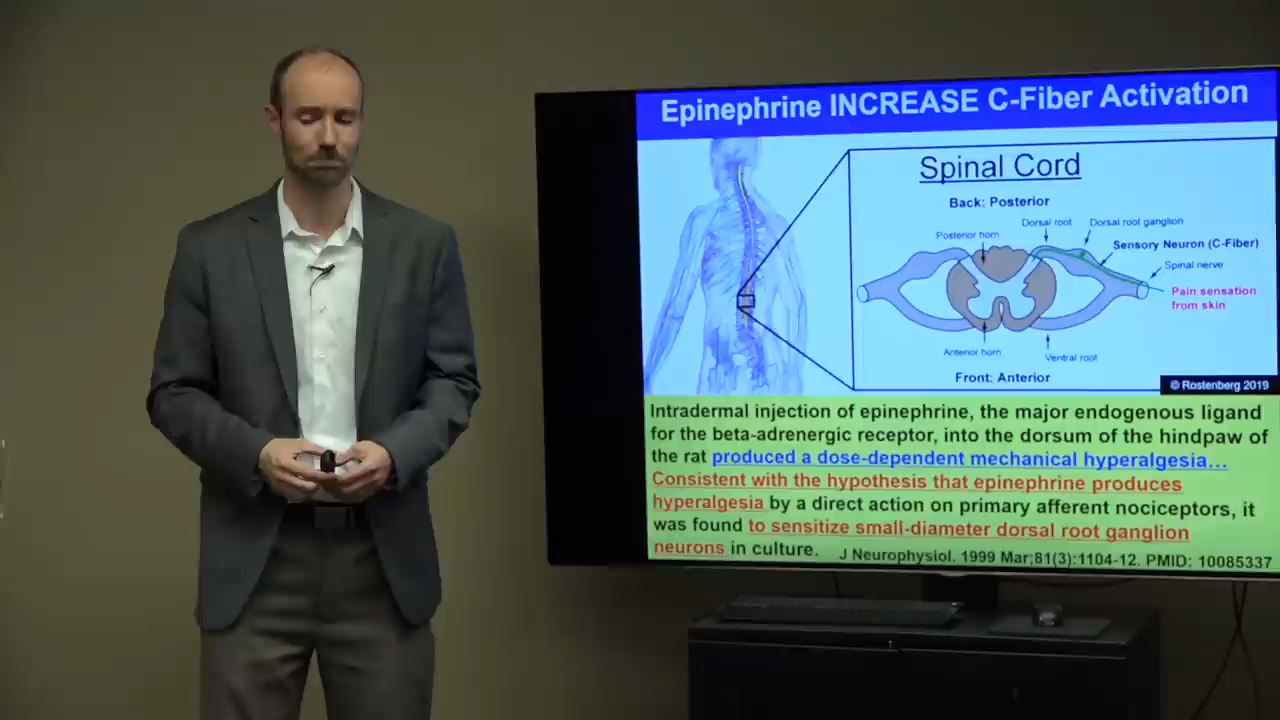 Epinephrine INCREASE C-Fiber Activation
Spinal Cord
Back: Posterior
Dorsal root
Dorsal root ganglion
Posterior horn
Sensory Neuron (C-Fiber)
Spinal nerve
Pain sensation
from skin
Anterior horn
Ventral root
Front: Anterior
© Rostenberg 2019
Intradermal injection of epinephrine, the major endogenous ligand
for the beta-adrenergic receptor, into the dorsum of the hindpaw of
the rat produced a dose-dependent mechanical hyperalgesia...
Consistent with the hypothesis that epinephrine produces
hyperalgesia by a direct action on primary afferent nociceptors, it
was found to sensitize small-diameter dorsal root ganglion
neurons in culture. J Neurophysiol. 1999 Mar;81(3):1104-12. PMID: 10085337